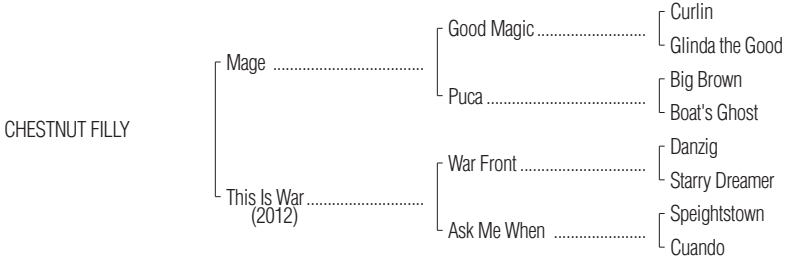 Curlin
Good Magic ..........................
Glinda the Good
Mage ...................................
Big Brown
Puca .....................................
Boat's Ghost
CHESTNUT FILLY
Danzig
War Front .............................
Starry Dreamer
This Is War...........................
(2012)
Speightstown
Ask Me When .....................
Cuando